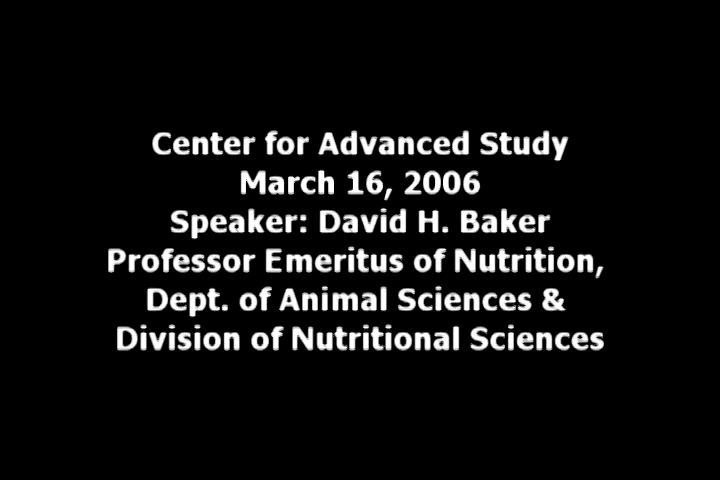 Center for Advanced Study
March 16, 2006
Speaker: David H. Baker
Professor Emeritus of Nutrition,
Dept. of Animal Sciences &
Division of Nutritional Sciences